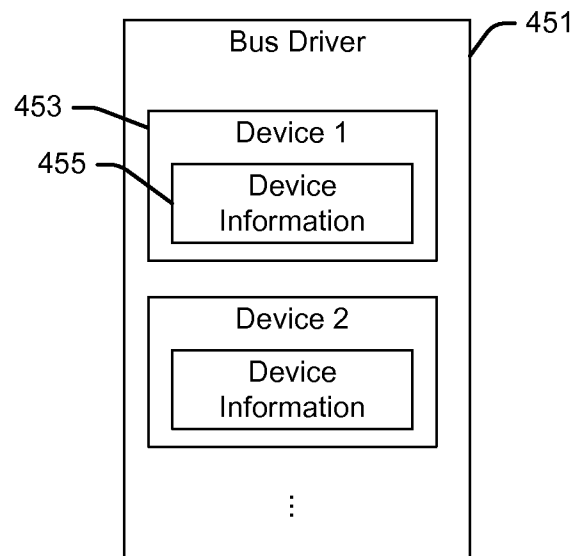 Bus Driver
451
453
Device 1
455
Device
Information
Device 2
Device
Information
...